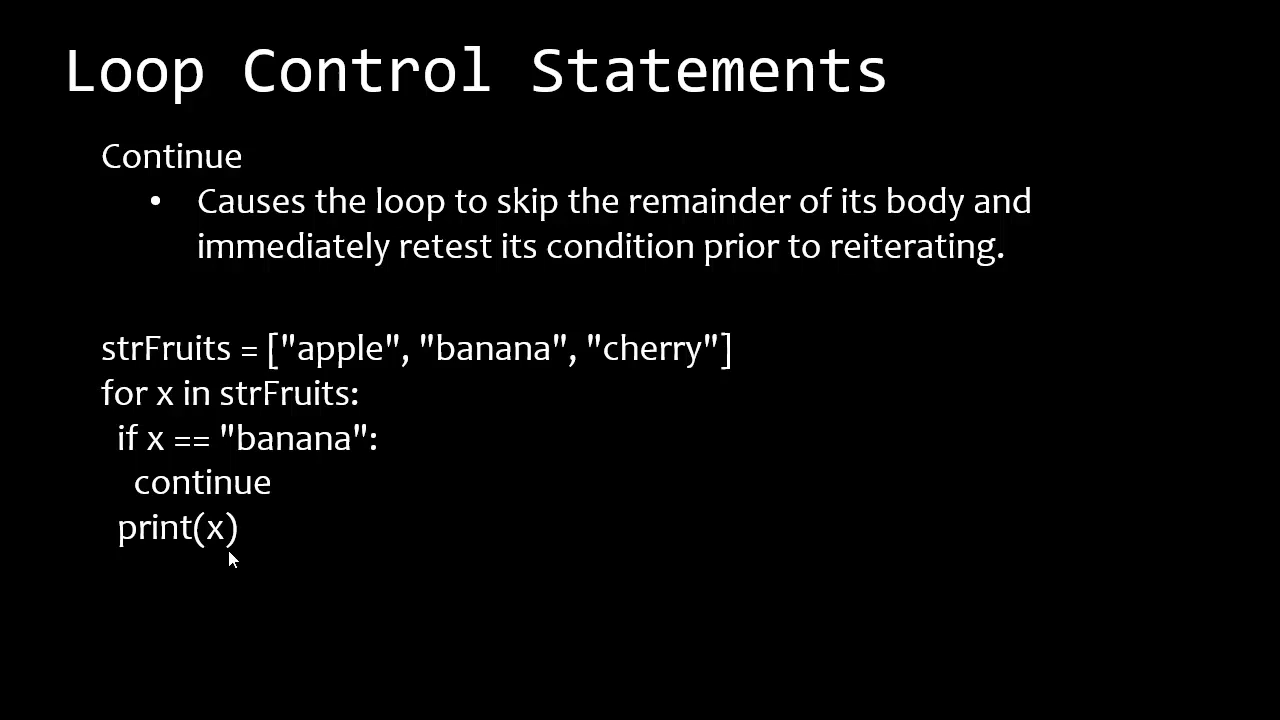 Loop Control Statements
Continue
• Causes the loop to skip the remainder of its body and
immediately retest its condition prior to reiterating.
strFruits = ["apple", "banana", "cherry"]
for x in strFruits:
  if x == "banana":
    continue
  print(x)